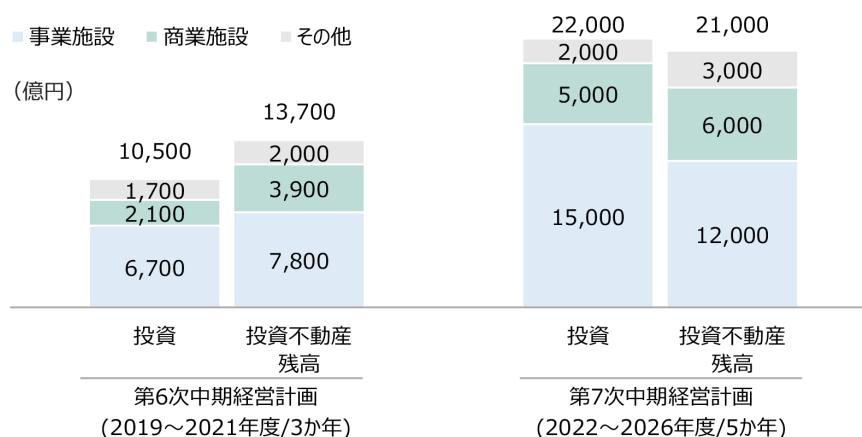 事業施設 商業施設 その他
（億円）
10,500
1,700
2,100
6,700
13,700
2,000
3,900
7,800
22,000
2,000
5,000
15,000
21,000
3,000
6,000
12,000
投資
投資不動産
残高
投資
投資不動産
残高
第6次中期経営計画
(2019～2021年度/3か年)
第7次中期経営計画
(2022～2026年度/5か年)